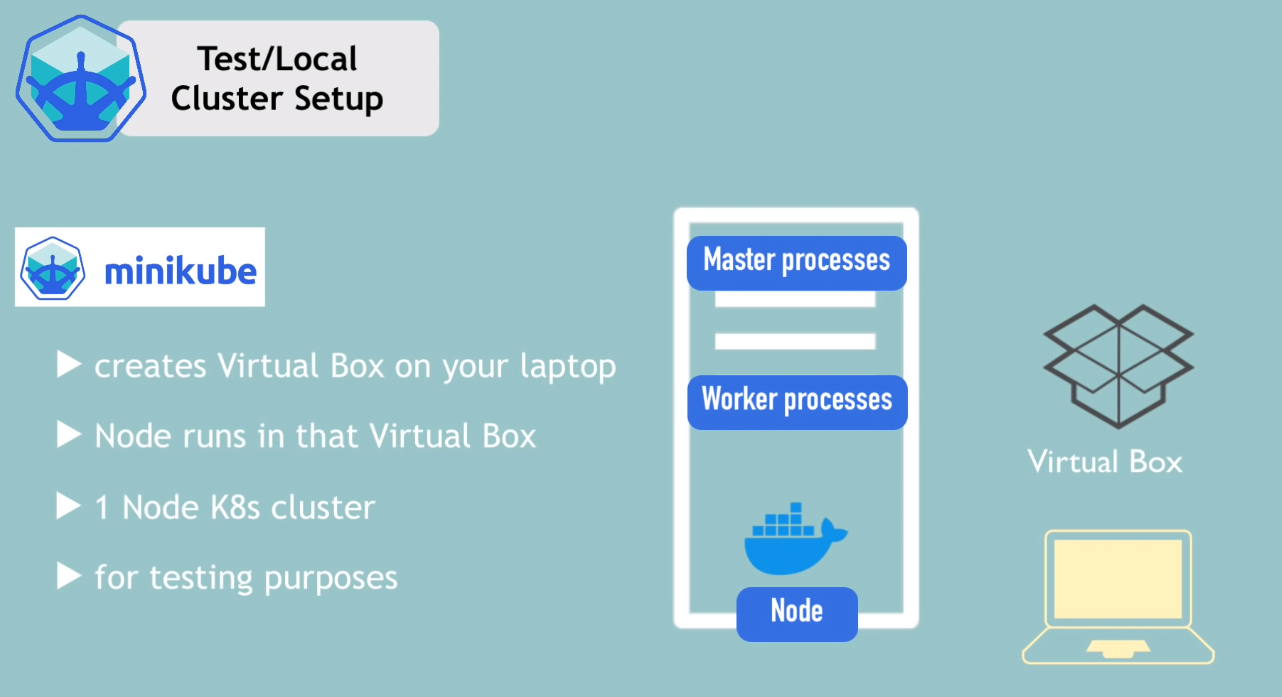 Test/Local
Cluster Setup
minikube
creates Virtual Box on your laptop
Node runs in that Virtual Box
1 Node K8s cluster
for testing purposes
Master processes
Worker processes
Node
Virtual Box